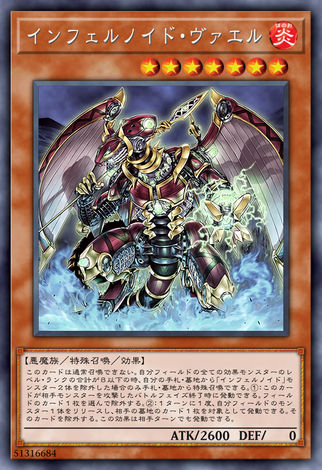 インフェルノイド・ヴァエル
炎
ほのお
【悪魔族／特殊召喚／効果】
このカードは通常召喚できない。自分フィールドの全ての効果モンスターの
レベル・ランクの合計が８以下の時、自分の手札・墓地から「インフェルノイド」モ
ンスター２体を除外した場合のみ手札・墓地から特殊召喚できる。①：このカー
ドが相手モンスターを攻撃したバトルフェイズ終了時に発動できる。フィール
ドのカード１枚を選んで除外する。②：１ターンに１度、自分フィールドのモン
スター１体をリリースし、相手の墓地のカード１枚を対象として発動できる。そ
のカードを除外する。この効果は相手ターンでも発動できる。
ATK/2600 DEF/ 0
51316684